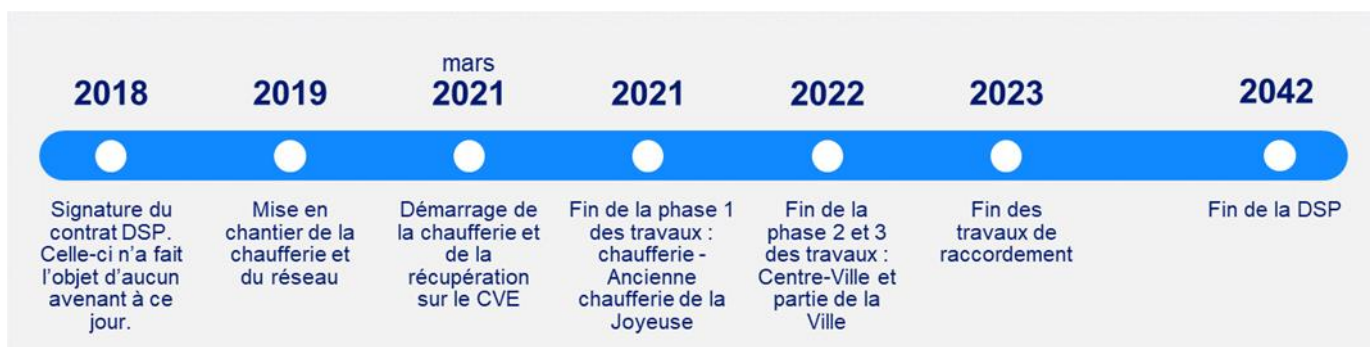 mars
2018
2019
2021
2021
2022
2023
2042
Signature du
contrat DSP.
Celle-ci n’a fait
l’objet d’aucun
avenant à ce
jour.
Mise en
chantier de la
chaufferie et
du réseau
Démarrage de
la chaufferie et
de la
récupération
sur le CVE
Fin de la phase 1
des travaux :
chaufferie -
Ancienne
chaufferie de la
Joyeuse
Fin de la
phase 2 et 3
des travaux :
Centre-Ville et
partie de la
Ville
Fin des
travaux de
raccordement
Fin de la DSP